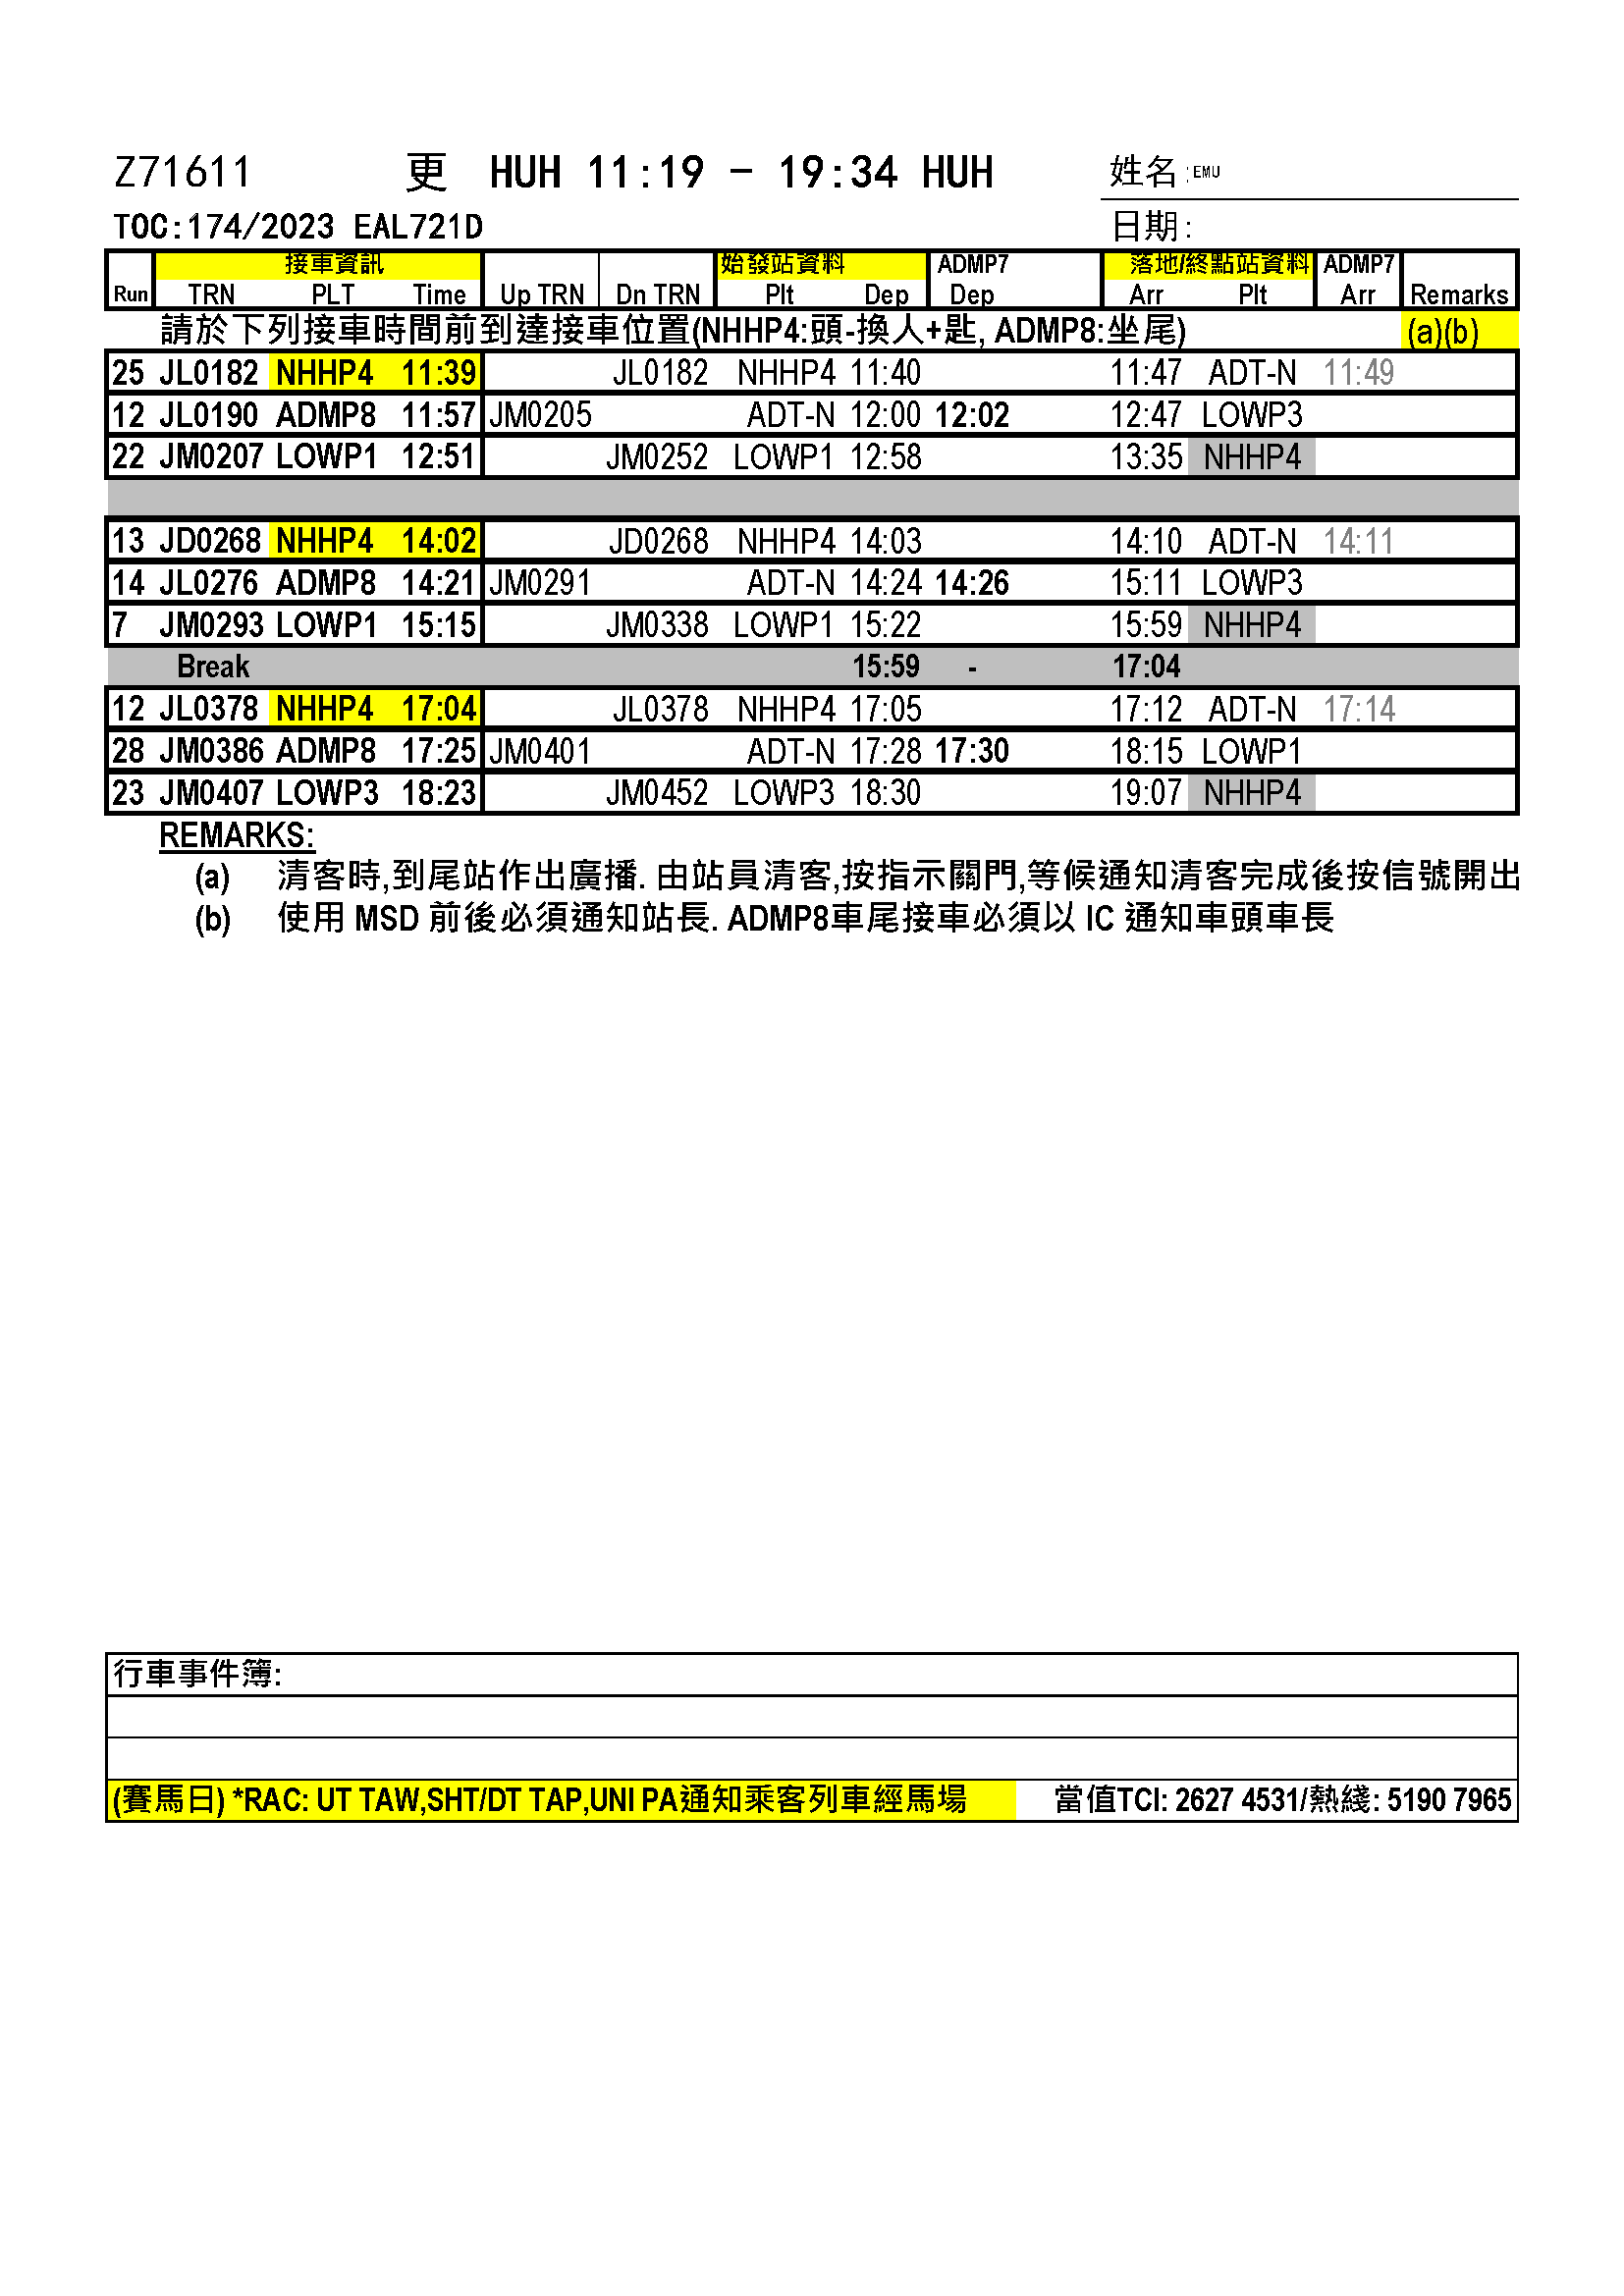 Z71611 更 HUH 11:19 - 19:34 HUH 姓名:EMU
TOC:174/2023 EAL721D 日期:
接車資訊 始發站資料 ADMP7 落地/終點站資料 ADMP7
Run TRN PLT Time Up TRN Dn TRN Plt Dep Dep Arr Plt Arr Remarks
請於下列接車時間前到達接車位置(NHHP4:頭-換人+匙, ADMP8:坐尾) (a)(b)
25 JL0182 NHHP4 11:39 JL0182 NHHP4 11:40 11:47 ADT-N 11:49
12 JL0190 ADMP8 11:57 JM0205 ADT-N 12:00 12:02 12:47 LOWP3
22 JM0207 LOWP1 12:51 JM0252 LOWP1 12:58 13:35 NHHP4
13 JD0268 NHHP4 14:02 JD0268 NHHP4 14:03 14:10 ADT-N 14:11
14 JL0276 ADMP8 14:21 JM0291 ADT-N 14:24 14:26 15:11 LOWP3
7 JM0293 LOWP1 15:15 JM0338 LOWP1 15:22 15:59 NHHP4
Break 15:59 - 17:04
12 JL0378 NHHP4 17:04 JL0378 NHHP4 17:05 17:12 ADT-N 17:14
28 JM0386 ADMP8 17:25 JM0401 ADT-N 17:28 17:30 18:15 LOWP1
23 JM0407 LOWP3 18:23 JM0452 LOWP3 18:30 19:07 NHHP4
REMARKS:
(a) 清客時,到尾站作出廣播. 由站員清客,按指示關門,等候通知清客完成後按信號開出
(b) 使用 MSD 前後必須通知站長. ADMP8車尾接車必須以 IC 通知車頭車長
行車事件簿:
(賽馬日) *RAC: UT TAW,SHT/DT TAP,UNI PA通知乘客列車經馬場 當值TCI: 2627 4531/熱綫: 5190 7965